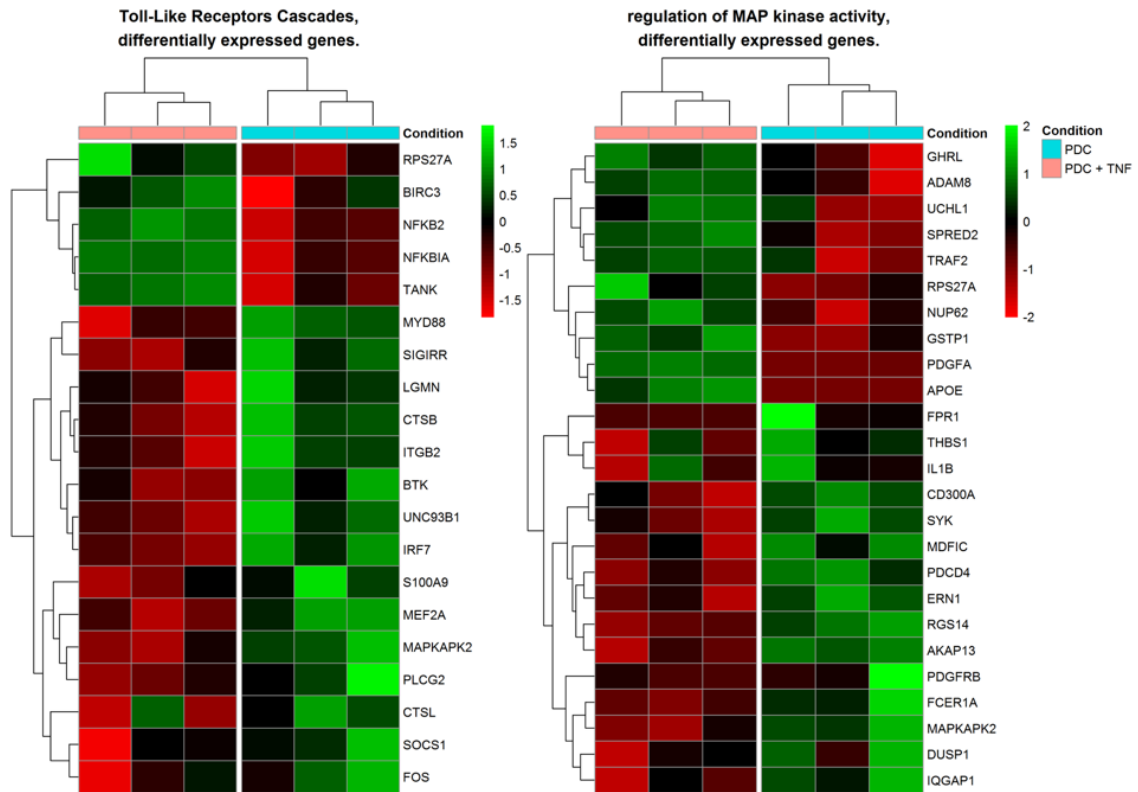 Toll-Like Receptors Cascades,
differentially expressed genes.
Condition
RPS27A
BIRC3
NFKB2
NFKBIA
TANK
MYD88
SIGIRR
LGMN
CTSB
ITGB2
BTK
UNC93B1
IRF7
S100A9
MEF2A
MAPKAPK2
PLCG2
CTSL
SOCS1
FOS
1.5
1
0.5
0
-0.5
-1
-1.5
regulation of MAP kinase activity,
differentially expressed genes.
Condition
GHRL
ADAM8
UCHL1
SPRED2
TRAF2
RPS27A
NUP62
GSTP1
PDGFA
APOE
FPR1
THBS1
IL1B
CD300A
SYK
MDFIC
PDCD4
ERN1
RGS14
AKAP13
PDGFRB
FCER1A
MAPKAPK2
DUSP1
IQGAP1
2
1
0
-1
-2
Condition
PDC
PDC + TNF